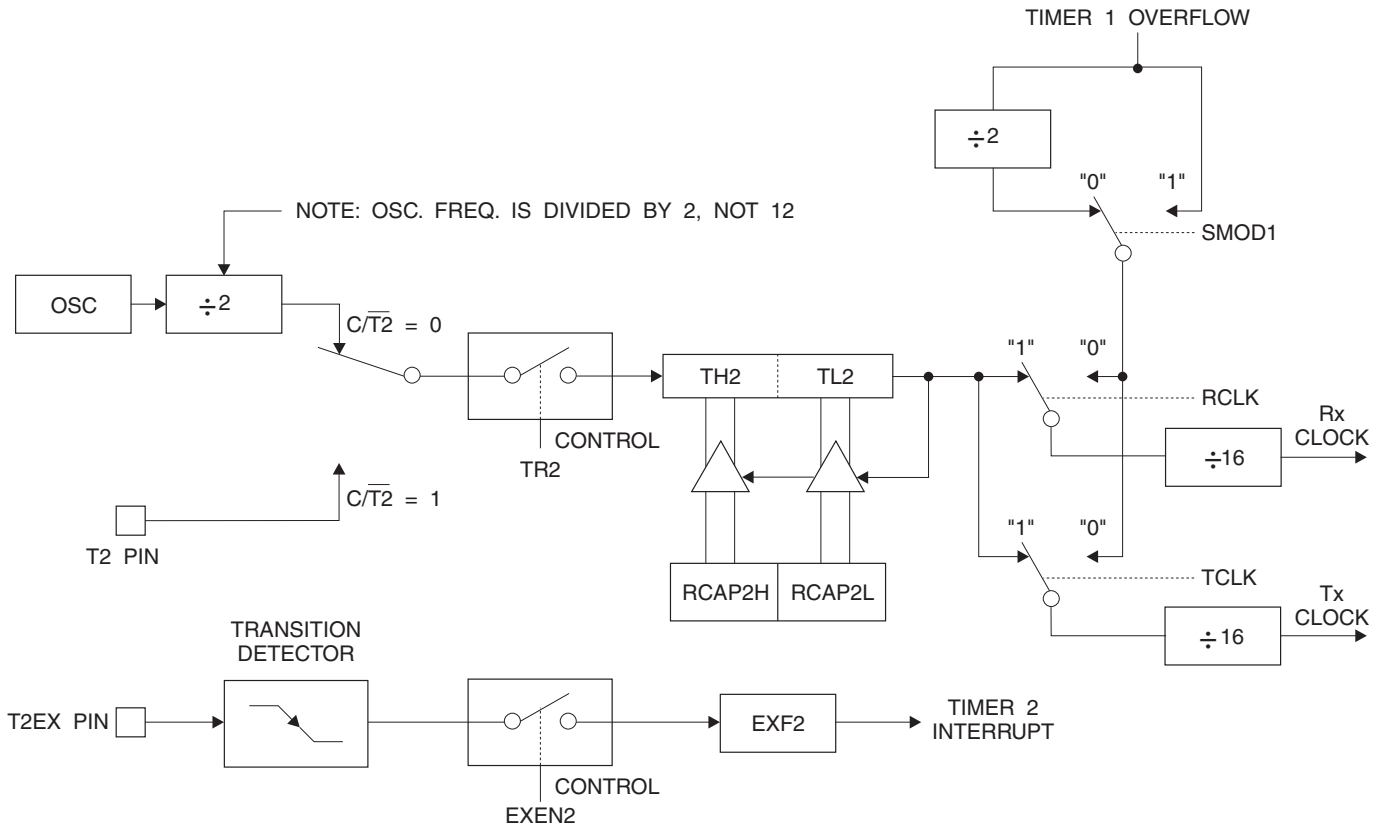 TIMER 1 OVERFLOW
÷2
"0" "1"
NOTE: OSC. FREQ. IS DIVIDED BY 2, NOT 12
SMOD1
OSC
÷2
C/T2̅ = 0
"1" "0"
TH2 TL2
RCLK
Rx
CLOCK
CONTROL
TR2
÷16
C/T2̅ = 1
"1" "0"
T2 PIN
TCLK
RCAP2H RCAP2L
Tx
CLOCK
÷16
TRANSITION
DETECTOR
T2EX PIN
EXF2
TIMER 2
INTERRUPT
CONTROL
EXEN2